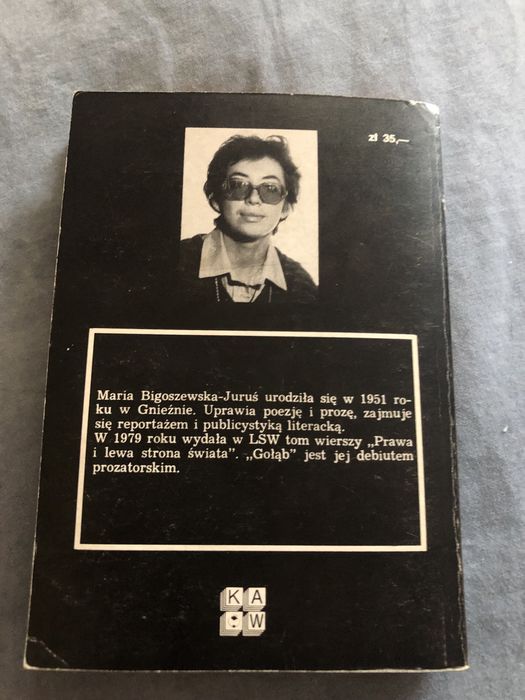 zł 35,—
Maria Bigoszewska-Juruś urodziła się w 1951 ro-
ku w Gnieźnie. Uprawia poezję i prozę, zajmuje
się reportażem i publicystyką literacką.
W 1979 roku wydała w LSW tom wierszy „Prawa
i lewa strona świata”. „Gołąb” jest jej debiutem
prozatorskim.
K A
W